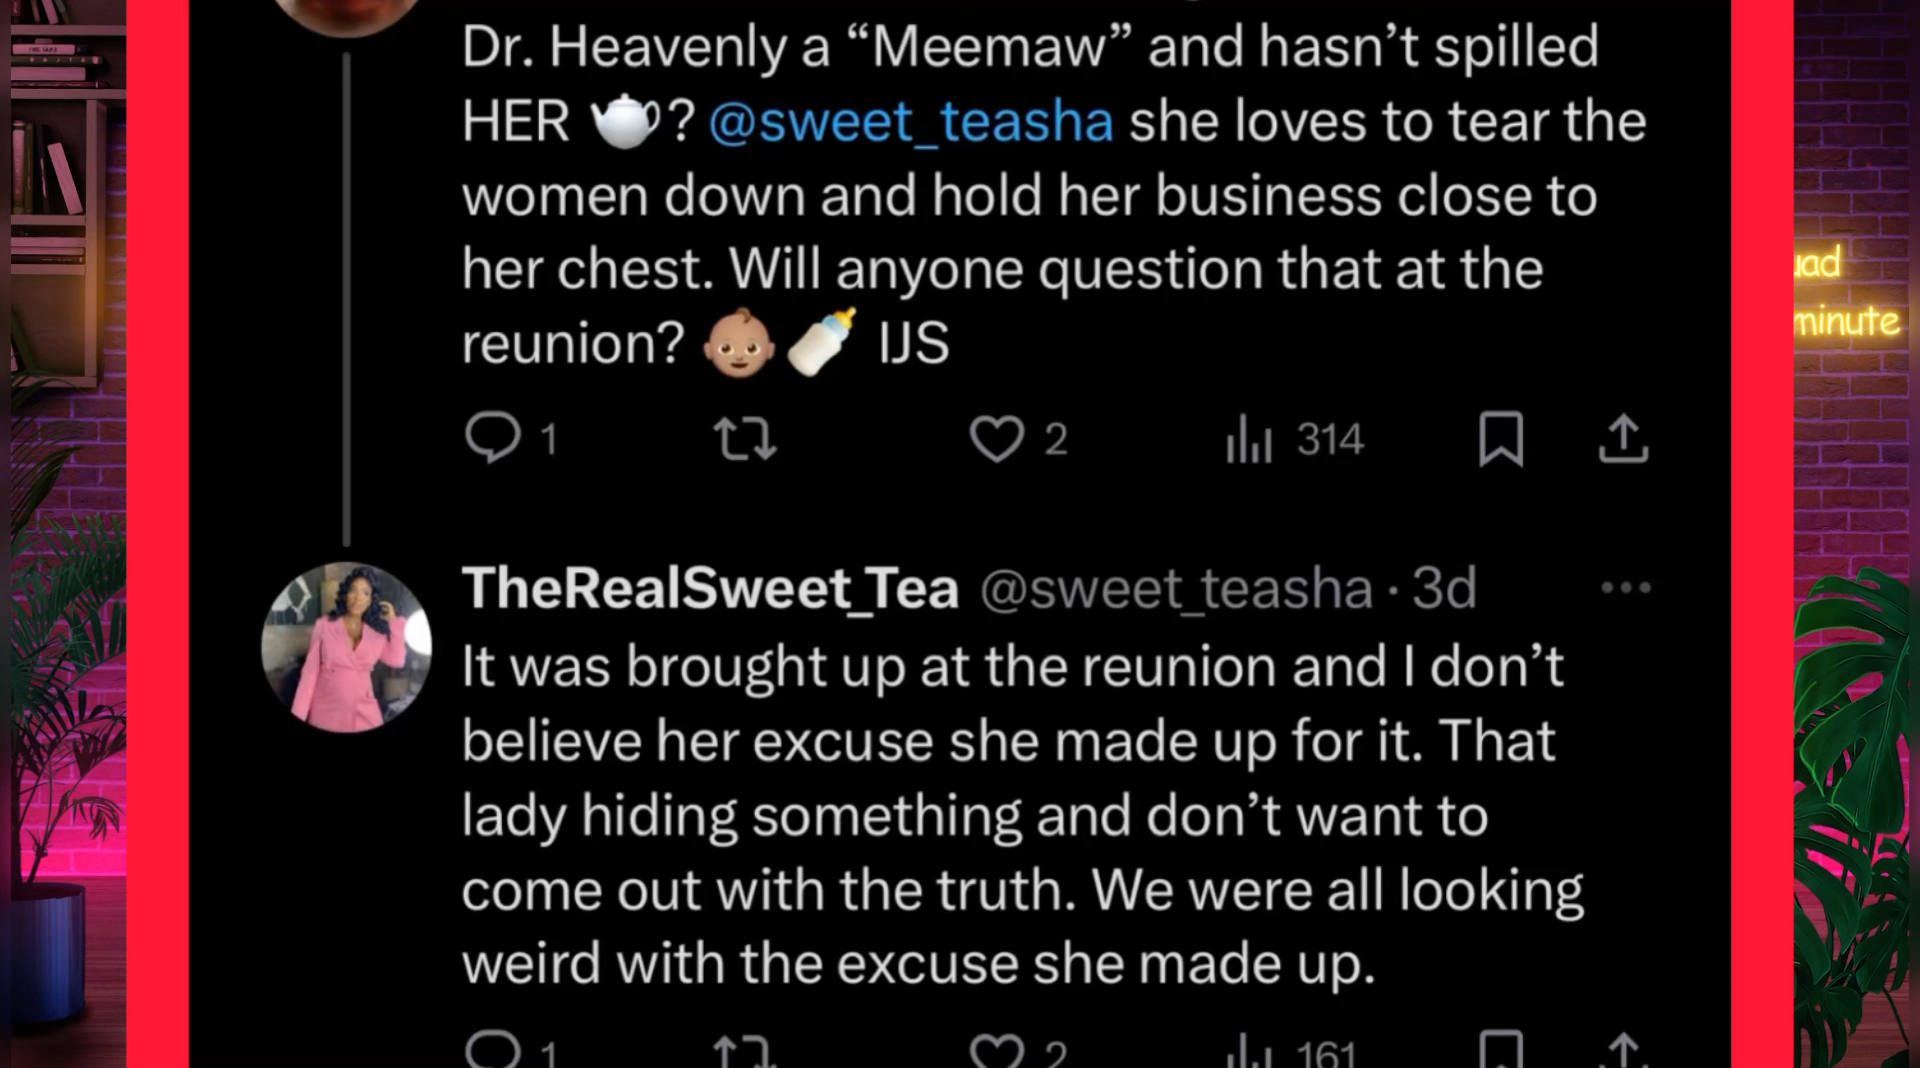 Dr. Heavenly a “Meemaw” and hasn’t spilled
HER 🫖? @sweet_teasha she loves to tear the
women down and hold her business close to
her chest. Will anyone question that at the
reunion? 👶🏽🍼 IJS
1 2 314
TheRealSweet_Tea @sweet_teasha · 3d
It was brought up at the reunion and I don’t
believe her excuse she made up for it. That
lady hiding something and don’t want to
come out with the truth. We were all looking
weird with the excuse she made up.
1 2 161
minute